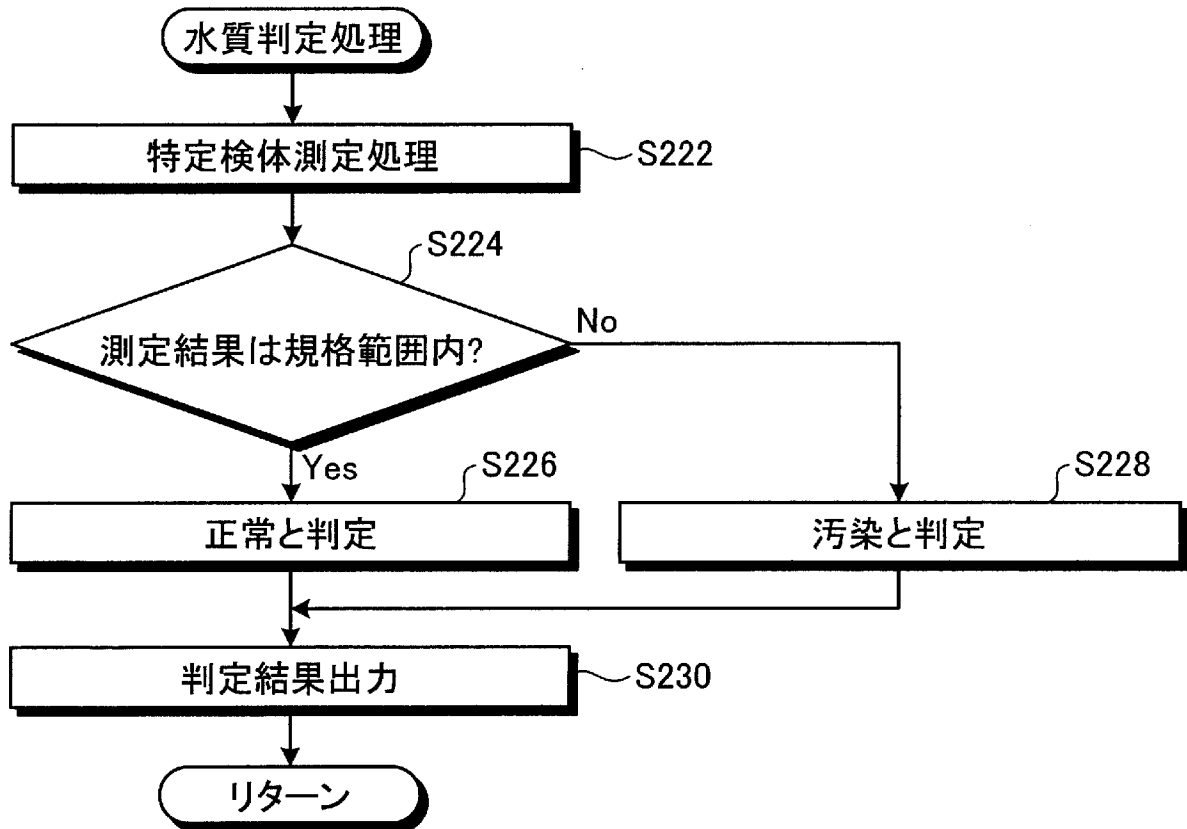 水質判定処理
特定検体測定処理
S222
S224
測定結果は規格範囲内?
No
Yes
S226
S228
正常と判定
汚染と判定
判定結果出力
S230
リターン